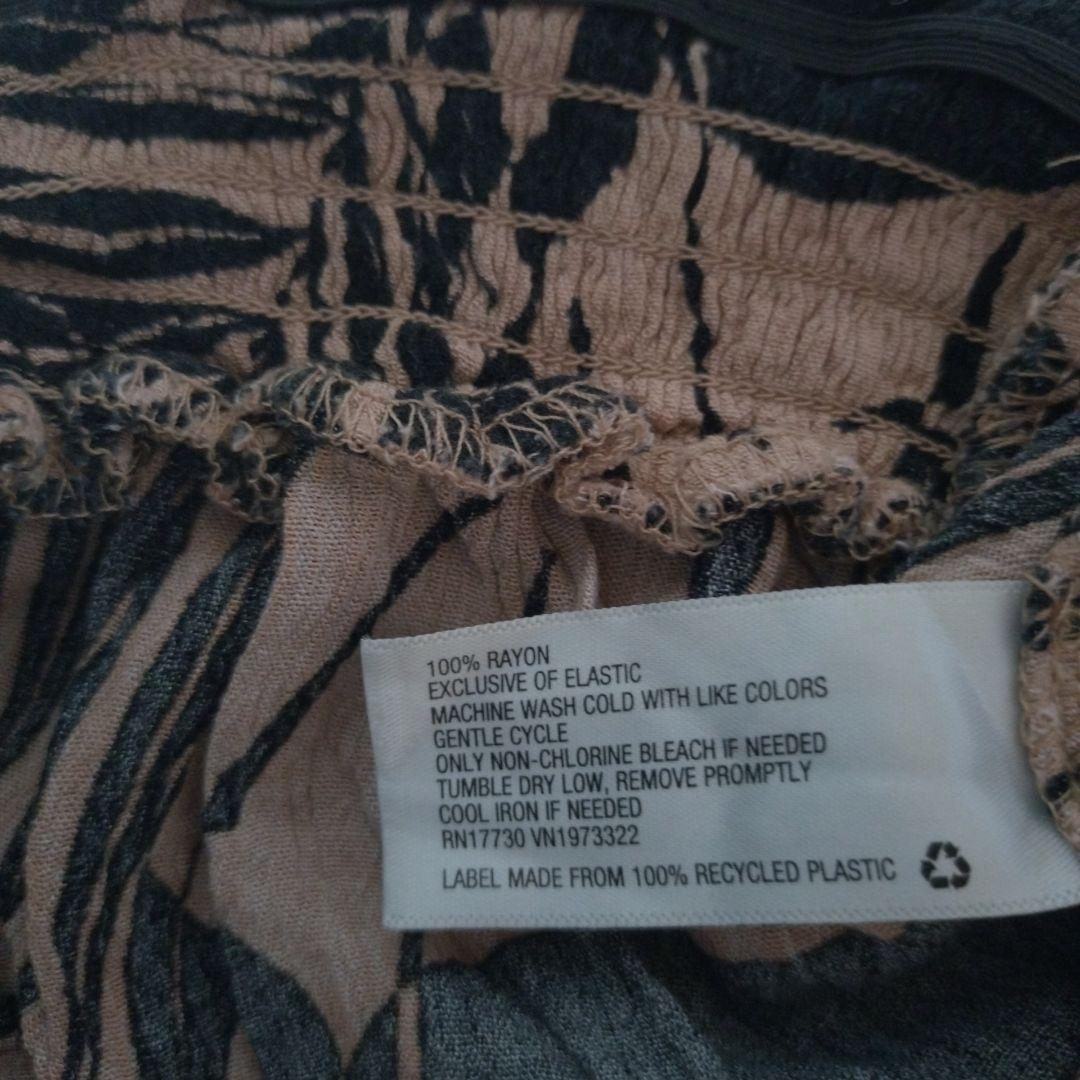 100% RAYON
EXCLUSIVE OF ELASTIC
MACHINE WASH COLD WITH LIKE COLORS
GENTLE CYCLE
ONLY NON-CHLORINE BLEACH IF NEEDED
TUMBLE DRY LOW, REMOVE PROMPTLY
COOL IRON IF NEEDED
RN17730 VN1973322
LABEL MADE FROM 100% RECYCLED PLASTIC